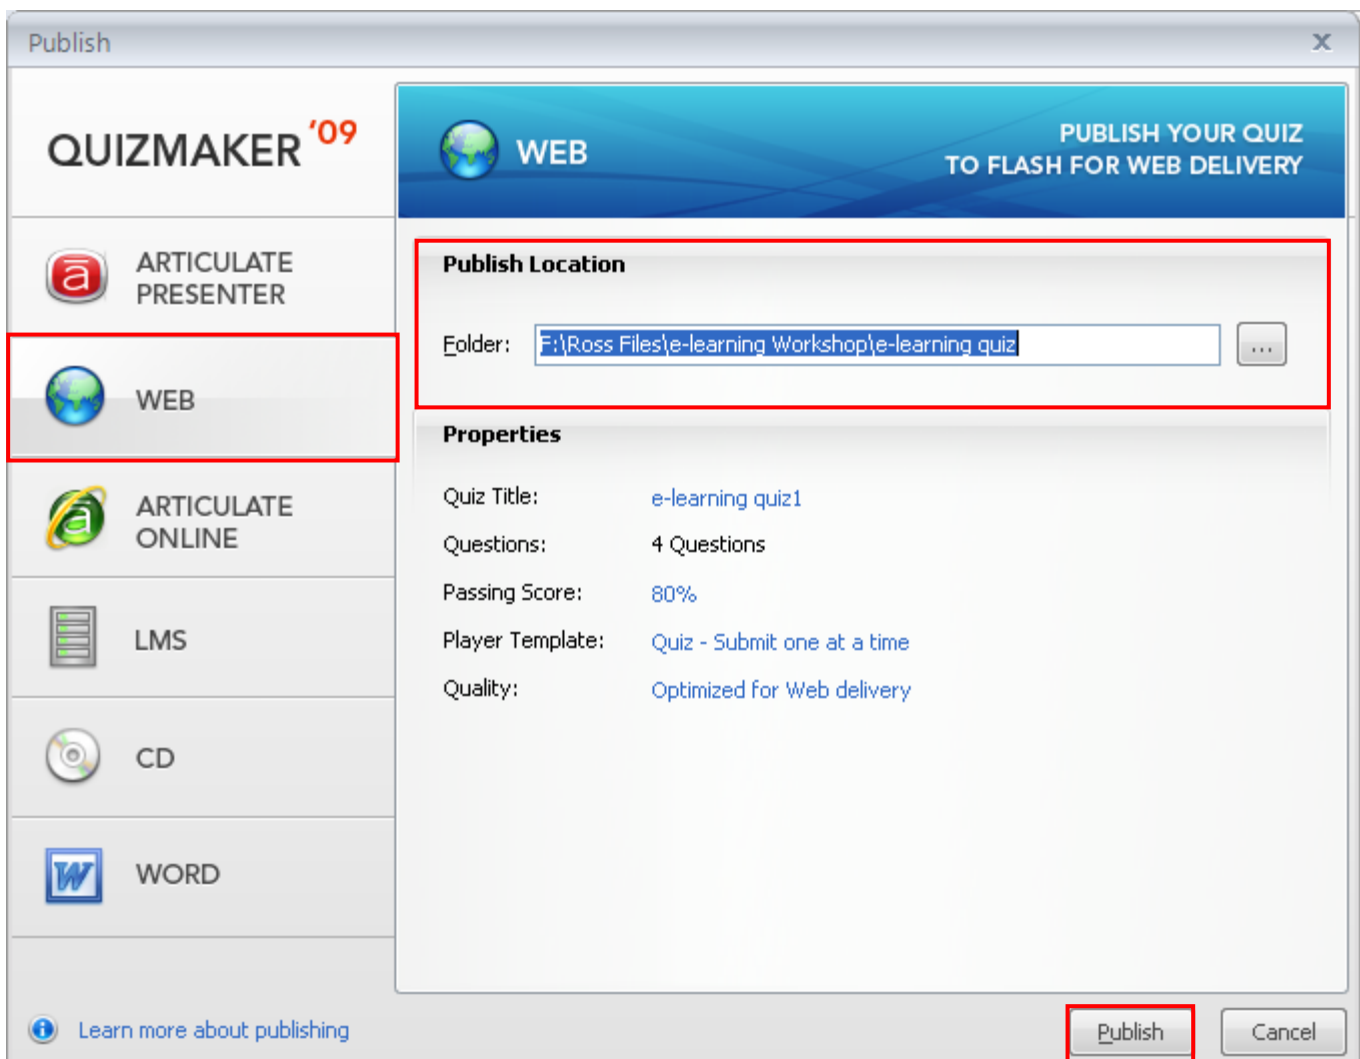 Publish
QUIZMAKER '09
ARTICULATE
PRESENTER
WEB
ARTICULATE
ONLINE
LMS
CD
WORD
WEB
PUBLISH YOUR QUIZ
TO FLASH FOR WEB DELIVERY
Publish Location
Folder: F:\Ross Files\e-learning Workshop\e-learning quiz ...
Properties
Quiz Title: e-learning quiz1
Questions: 4 Questions
Passing Score: 80%
Player Template: Quiz - Submit one at a time
Quality: Optimized for Web delivery
Learn more about publishing
Publish Cancel